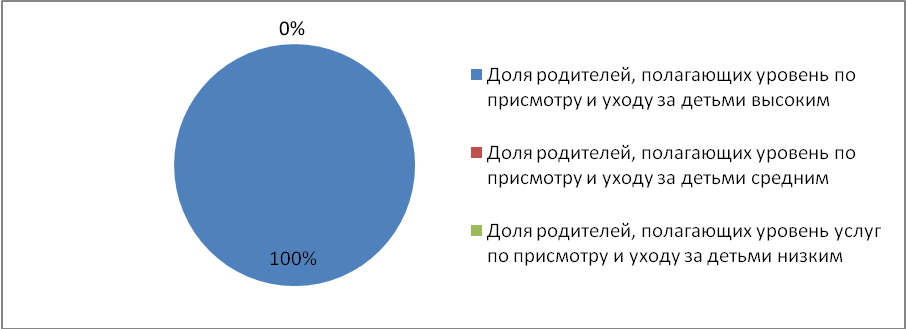 0%
100%
Доля родителей, полагающих уровень по
присмотру и уходу за детьми высоким
Доля родителей, полагающих уровень по
присмотру и уходу за детьми средним
Доля родителей, полагающих уровень услуг
по присмотру и уходу за детьми низким